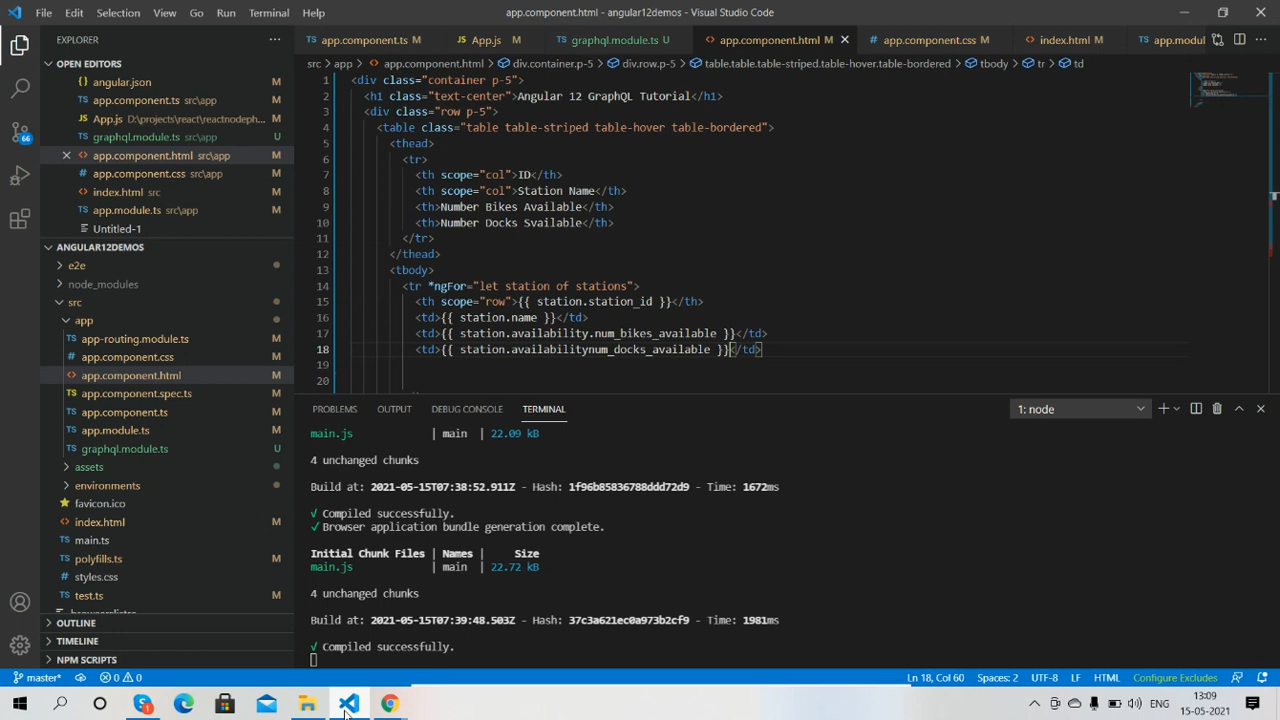 File Edit Selection View Go Run Terminal Help
app.component.html - angular12demos - Visual Studio Code
EXPLORER
OPEN EDITORS
angular.json M
app.component.ts src\app M
App.js D:\projects\react\reactnodeph... M
graphql.module.ts src\app U
app.component.html src\app M
app.component.css src\app M
index.html src M
app.module.ts src\app M
Untitled-1
ANGULAR12DEMOS
e2e
node_modules
src
app
app-routing.module.ts M
app.component.css M
app.component.html M
app.component.spec.ts M
app.component.ts M
app.module.ts M
graphql.module.ts U
assets
environments
favicon.ico
index.html M
main.ts M
polyfills.ts M
styles.css
test.ts M
OUTLINE
TIMELINE
NPM SCRIPTS
66
app.component.ts M App.js M graphql.module.ts U app.component.html M app.component.css M index.html M app.modul
src > app > app.component.html > div.container.p-5 > div.row.p-5 > table.table.table-striped.table-hover.table-bordered > tbody > tr > td
1 <div class="container p-5">
2 <h1 class="text-center">Angular 12 GraphQL Tutorial</h1>
3 <div class="row p-5">
4 <table class="table table-striped table-hover table-bordered">
5 <thead>
6 <tr>
7 <th scope="col">ID</th>
8 <th scope="col">Station Name</th>
9 <th>Number Bikes Available</th>
10 <th>Number Docks Svailable</th>
11 </tr>
12 </thead>
13 <tbody>
14 <tr *ngFor="let station of stations">
15 <th scope="row">{{ station.station_id }}</th>
16 <td>{{ station.name }}</td>
17 <td>{{ station.availability.num_bikes_available }}</td>
18 <td>{{ station.availabilitynum_docks_available }}</td>
19
20
PROBLEMS OUTPUT DEBUG CONSOLE TERMINAL 1: node
main.js | main | 22.09 kB
4 unchanged chunks
Build at: 2021-05-15T07:38:52.911Z - Hash: 1f96b85836788ddd72d9 - Time: 1672ms
√ Compiled successfully.
√ Browser application bundle generation complete.
Initial Chunk Files | Names | Size
main.js | main | 22.72 kB
4 unchanged chunks
Build at: 2021-05-15T07:39:48.503Z - Hash: 37c3a621ec0a973b2cf9 - Time: 1981ms
√ Compiled successfully.
master* 0 0 Ln 18, Col 60 Spaces: 2 UTF-8 LF HTML Configure Excludes
ENG 13:09
15-05-2021